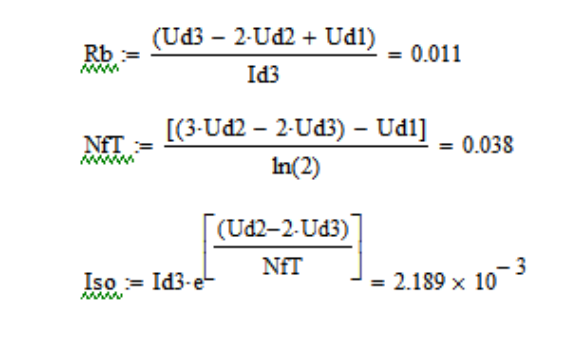 Rb := (Ud3 − 2·Ud2 + Ud1) / Id3 = 0.011
NfT := [(3·Ud2 − 2·Ud3) − Ud1] / ln(2) = 0.038
Iso := Id3·e^[(Ud2−2·Ud3) / NfT] = 2.189 × 10^−3